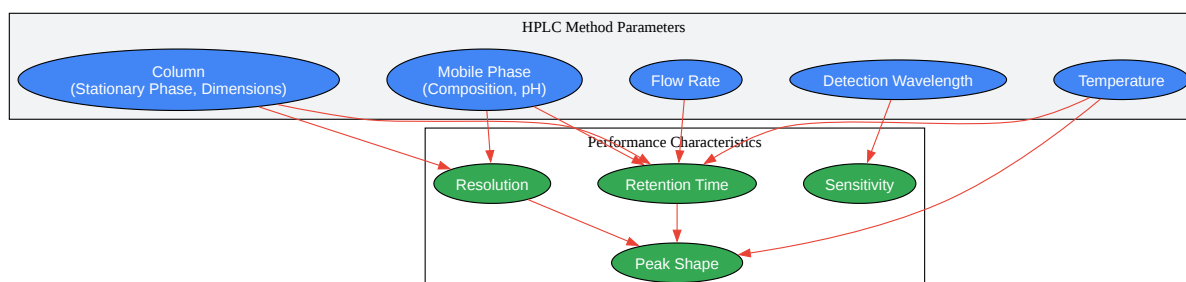 HPLC Method Parameters
Column
(Stationary Phase, Dimensions)
Mobile Phase
(Composition, pH)
Flow Rate
Detection Wavelength
Temperature
Performance Characteristics
Resolution
Retention Time
Sensitivity
Peak Shape